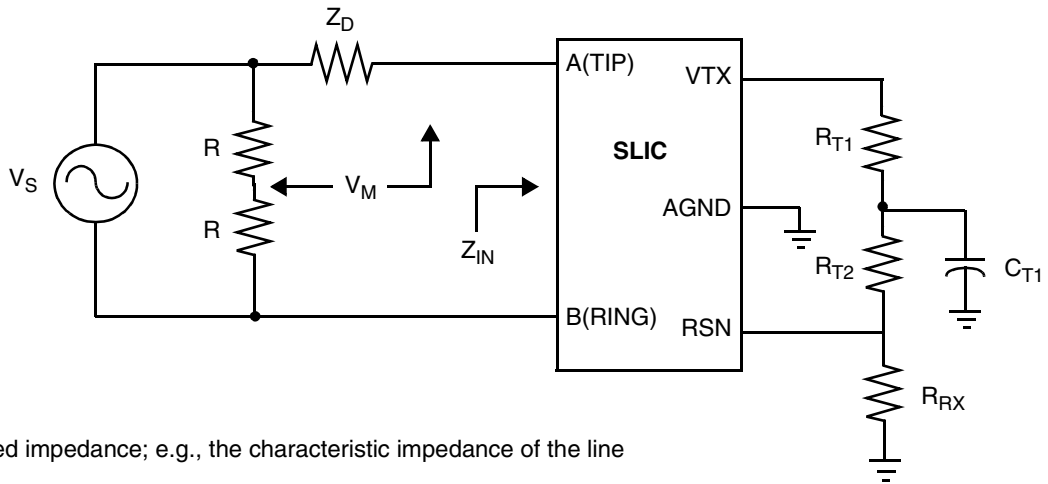 Z_D
A(TIP)
VTX
R_T1
R
SLIC
V_S
V_M
AGND
R
Z_IN
R_T2
C_T1
B(RING)
RSN
R_RX
impedance; e.g., the characteristic impedance of the line